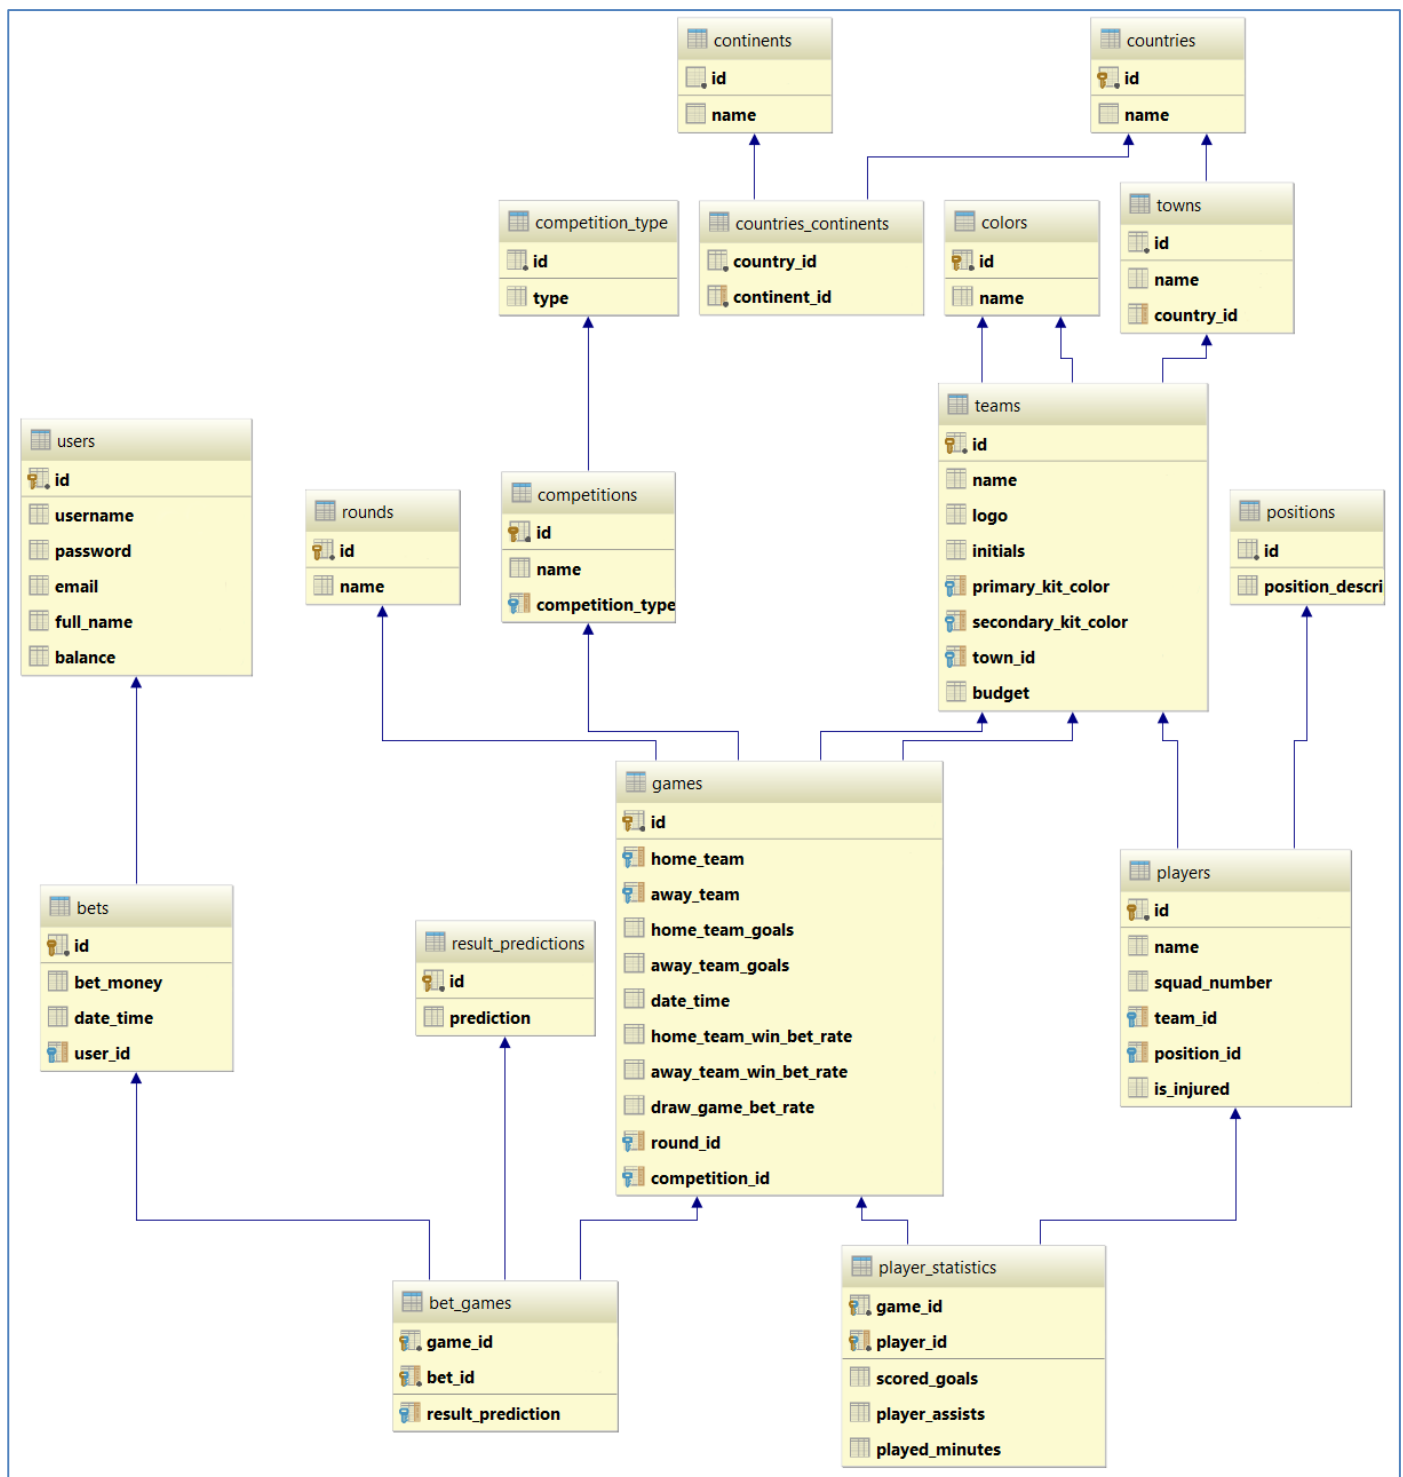 continents
id
name
countries
id
name
competition_type
id
type
countries_continents
country_id
continent_id
colors
id
name
towns
id
name
country_id
users
id
username
password
email
full_name
balance
rounds
id
name
competitions
id
name
competition_type
teams
id
name
logo
initials
primary_kit_color
secondary_kit_color
town_id
budget
positions
id
position_descri
games
id
home_team
away_team
home_team_goals
away_team_goals
date_time
home_team_win_bet_rate
away_team_win_bet_rate
draw_game_bet_rate
round_id
competition_id
bets
id
bet_money
date_time
user_id
result_predictions
id
prediction
players
id
name
squad_number
team_id
position_id
is_injured
bet_games
game_id
bet_id
result_prediction
player_statistics
game_id
player_id
scored_goals
player_assists
played_minutes